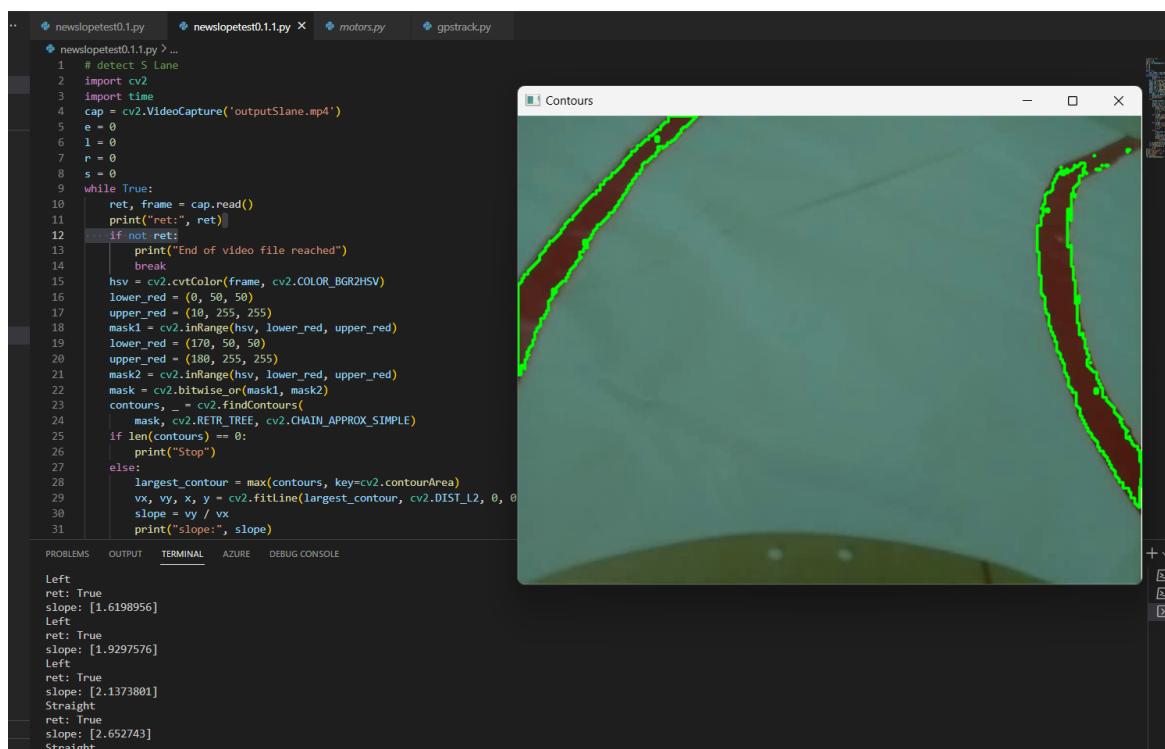 newslopetest0.1.py newslopetest0.1.1.py motors.py gpstrack.py
newslopetest0.1.1.py > ...
1 # detect S Lane
2 import cv2
3 import time
4 cap = cv2.VideoCapture('outputSlane.mp4')
5 e = 0
6 l = 0
7 r = 0
8 s = 0
9 while True:
10 ret, frame = cap.read()
11 print("ret:", ret)
12 if not ret:
13 print("End of video file reached")
14 break
15 hsv = cv2.cvtColor(frame, cv2.COLOR_BGR2HSV)
16 lower_red = (0, 50, 50)
17 upper_red = (10, 255, 255)
18 mask1 = cv2.inRange(hsv, lower_red, upper_red)
19 lower_red = (170, 50, 50)
20 upper_red = (180, 255, 255)
21 mask2 = cv2.inRange(hsv, lower_red, upper_red)
22 mask = cv2.bitwise_or(mask1, mask2)
23 contours, _ = cv2.findContours(
24 mask, cv2.RETR_TREE, cv2.CHAIN_APPROX_SIMPLE)
25 if len(contours) == 0:
26 print("Stop")
27 else:
28 largest_contour = max(contours, key=cv2.contourArea)
29 vx, vy, x, y = cv2.fitLine(largest_contour, cv2.DIST_L2, 0, 0
30 slope = vy / vx
31 print("slope:", slope)
Contours
PROBLEMS OUTPUT TERMINAL AZURE DEBUG CONSOLE
Left
ret: True
slope: [1.6198956]
Left
ret: True
slope: [1.9297576]
Left
ret: True
slope: [2.1373801]
Straight
ret: True
slope: [2.652743]
Straight